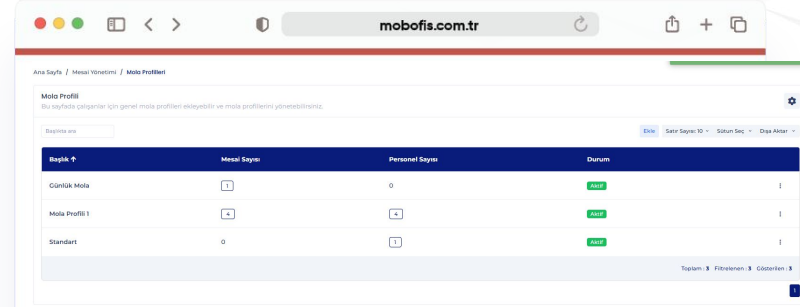 mobofis.com.tr
Ana Sayfa / Mesai Yönetimi / Mola Profilleri
Mola Profili
Bu sayfada çalışanlar için genel mola profilleri ekleyebilir ve mola profillerini yönetebilirsiniz.
Başlıkta ara
Ekle Satır Sayısı: 10 Sütun Seç Dışa Aktar
Başlık ↑ Mesai Sayısı Personel Sayısı Durum
Günlük Mola 1 0 Aktif
Mola Profili 1 4 4 Aktif
Standart 0 1 Aktif
Toplam : 3 Filtrelenen : 3 Gösterilen : 3
1